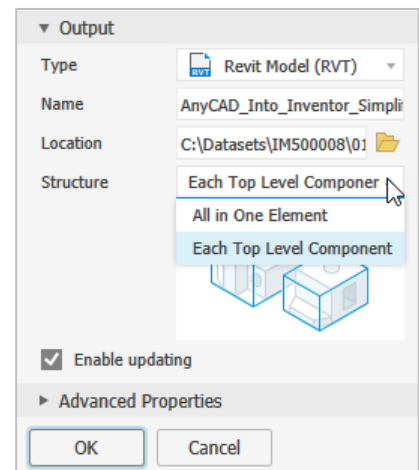 Output
Type
RVT Revit Model (RVT)
Name
AnyCAD_Into_Inventor_Simplif
Location
C:\Datasets\IM500008\01
Structure
Each Top Level Componer
All in One Element
Each Top Level Component
Enable updating
Advanced Properties
OK Cancel